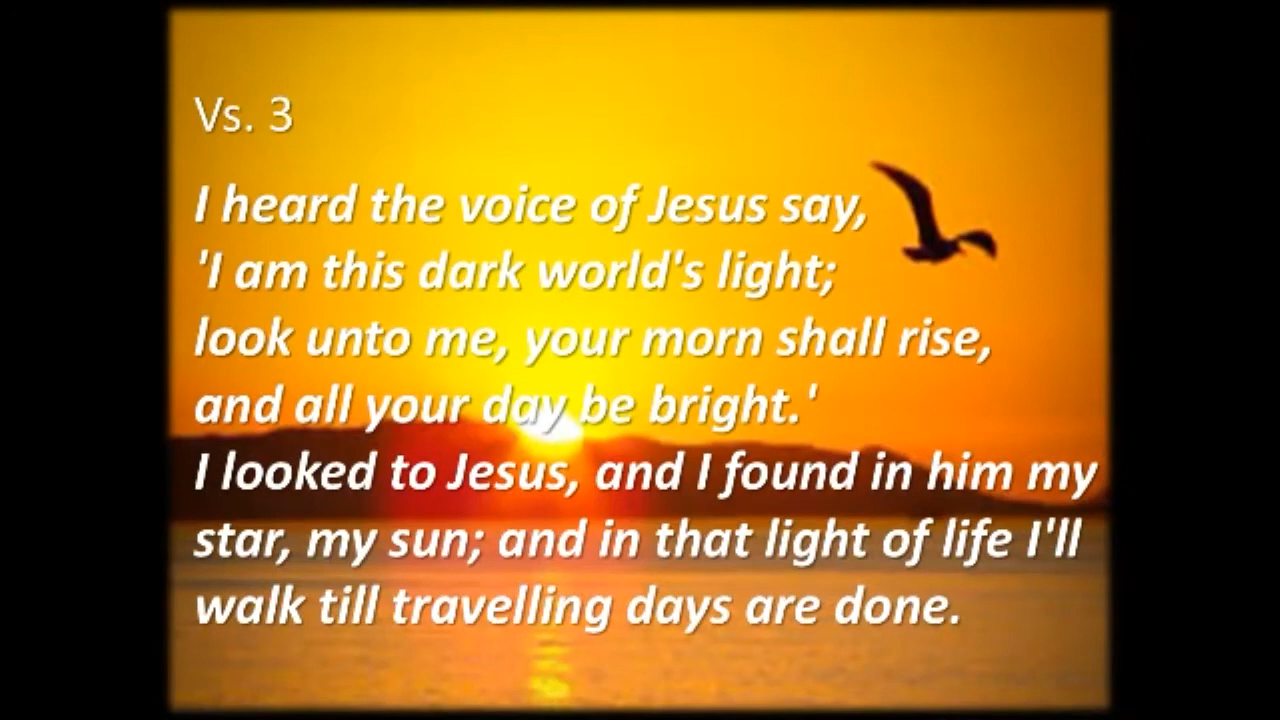 Vs. 3
I heard the voice of Jesus say,
'I am this dark world's light;
look unto me, your morn shall rise,
and all your day be bright.'
I looked to Jesus, and I found in him my
star, my sun; and in that light of life I'll
walk till travelling days are done.